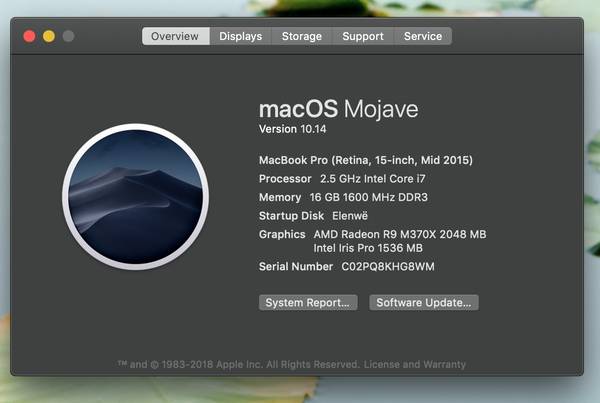 Overview Displays Storage Support Service
macOS Mojave
Version 10.14
MacBook Pro (Retina, 15-inch, Mid 2015)
Processor 2.5 GHz Intel Core i7
Memory 16 GB 1600 MHz DDR3
Startup Disk Elenwë
Graphics AMD Radeon R9 M370X 2048 MB
Intel Iris Pro 1536 MB
Serial Number C02PQ8KHG8WM
System Report... Software Update...
™ and © 1983-2018 Apple Inc. All Rights Reserved. License and Warranty